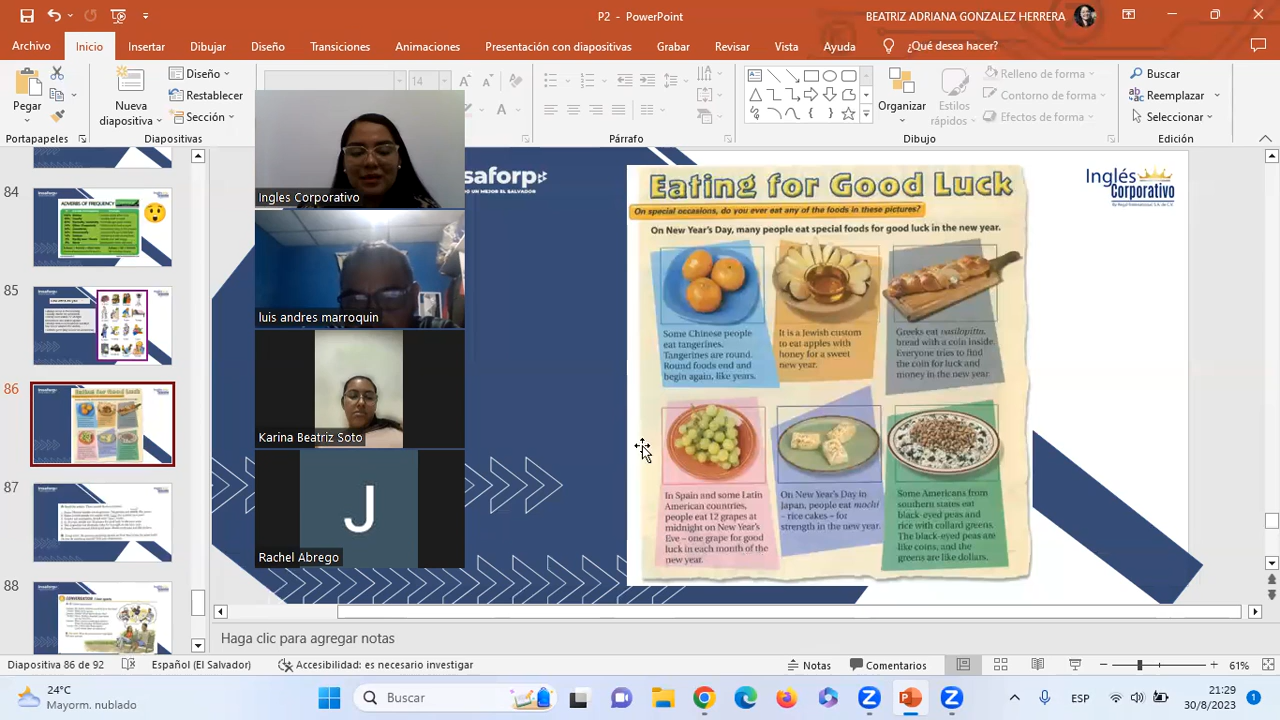 P2 - PowerPoint
BEATRIZ ADRIANA GONZALEZ HERRERA
Archivo Inicio Insertar Dibujar Diseño Transiciones Animaciones Presentación con diapositivas Grabar Revisar Vista Ayuda ¿Qué desea hacer?
Pegar
Portapapeles
Nueva
diapositiva
Diseño
Restablecer
Sección
Diapositivas
14
Párrafo
Organizar
Estilos
rápidos
Relleno de forma
Contorno de forma
Efectos de forma
Dibujo
Buscar
Reemplazar
Seleccionar
Edición
84
ADVERBS OF FREQUENCY
85
86
87
88
Ingles Corporativo
luis andres marroquin
Karina Beatriz Soto
J
Rachel Abrego
saforp
O UN MEJOR EL SALVADOR
Inglés
Corporativo
Eating for Good Luck
On special occasions, do you ever eat any of the foods in these pictures?
On New Year's Day, many people eat special foods for good luck in the new year.
Some Chinese people
eat tangerines.
Tangerines are round.
Round foods end and
begin again, like years.
It is a Jewish custom
to eat apples with
honey for a sweet
new year.
Greeks eat vasilopitta,
bread with a coin inside.
Everyone tries to find
the coin for luck and
money in the new year.
In Spain and some Latin
American countries,
people eat 12 grapes at
midnight on New Year's
Eve – one grape for good
luck in each month of the
new year.
On New Year's Day in
Japan, people eat mochi
– rice cakes – for
strength in the new year.
Some Americans from
southern states eat
black-eyed peas and
rice with collard greens.
The black-eyed peas are
like coins, and the
greens are like dollars.
Haga clic para agregar notas
Diapositiva 86 de 92 Español (El Salvador) Accesibilidad: es necesario investigar Notas Comentarios 61%
24°C
Mayorm. nublado
Buscar
ESP
21:29
30/8/2023
1